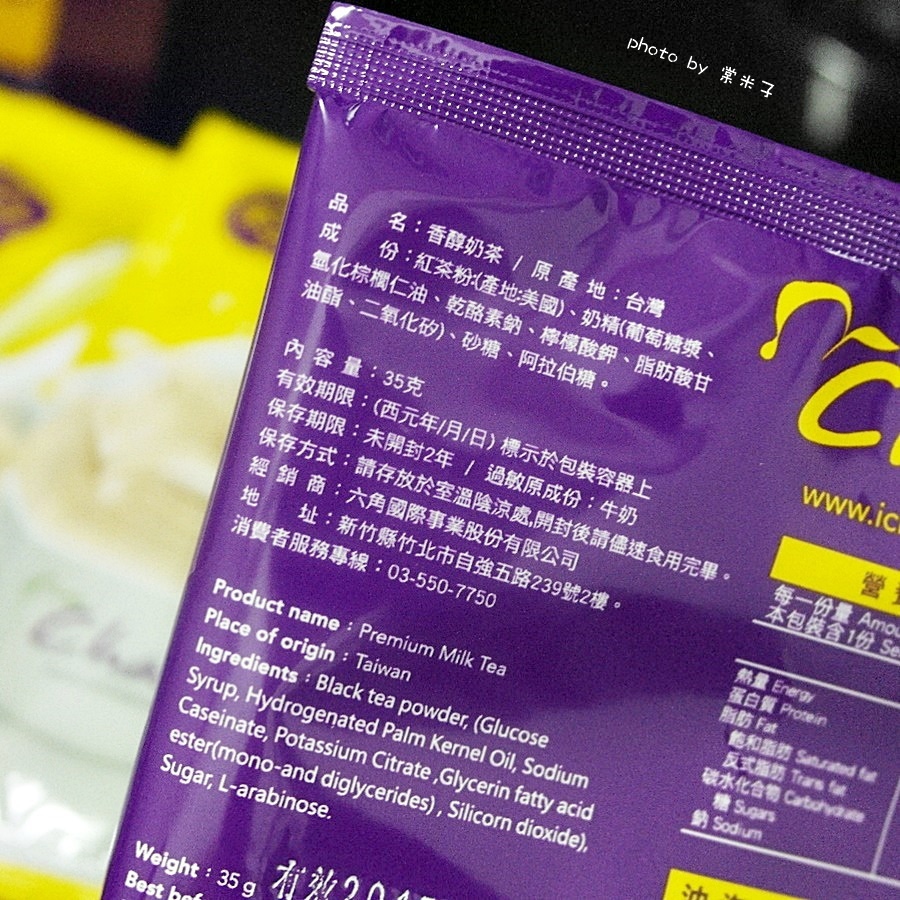 photo by 棠米子
品 名：香醇奶茶 / 原 產 地：台灣
成 份：紅茶粉(產地:美國)、奶精(葡萄糖漿、
氫化棕櫚仁油、乾酪素鈉、檸檬酸鉀、脂肪酸甘
油酯、二氧化矽)、砂糖、阿拉伯糖。
內 容 量：35克
有效期限：(西元年/月/日) 標示於包裝容器上
保存期限：未開封2年 / 過敏原成份：牛奶
保存方式：請存放於室溫陰涼處,開封後請儘速食用完畢。
經 銷 商：六角國際事業股份有限公司
地 址：新竹縣竹北市自強五路239號2樓。
消費者服務專線：03-550-7750
Product name：Premium Milk Tea
Place of origin：Taiwan
Ingredients：Black tea powder, (Glucose
Syrup, Hydrogenated Palm Kernel Oil, Sodium
Caseinate, Potassium Citrate ,Glycerin fatty acid
ester(mono-and diglycerides) , Silicorn dioxide),
Sugar, L-arabinose.
Weight：35g
Best
有效
www.ic
營
每一份量
本包裝含1份
熱量 Energy
蛋白質 Protein
脂肪 Fat
飽和脂肪 Saturated fat
反式脂肪 Trans fat
碳水化合物 Carbohydrate
糖 Sugars
鈉 Sodium